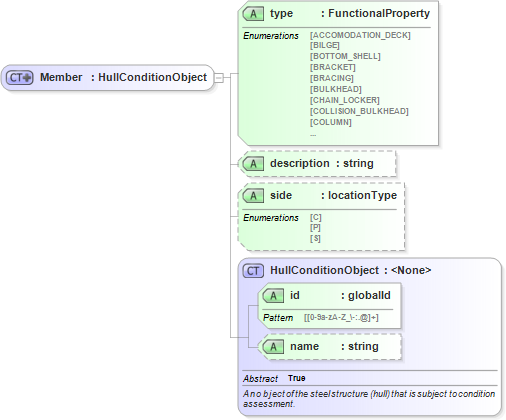 A type : FunctionalProperty
Enumerations [ACCOMODATION_DECK]
[BILGE]
[BOTTOM_SHELL]
[BRACKET]
[BRACING]
[BULKHEAD]
[CHAIN_LOCKER]
[COLLISION_BULKHEAD]
[COLUMN]
...
CT Member : HullConditionObject
A description : string
A side : locationType
Enumerations [C]
[P]
[S]
CT HullConditionObject : <None>
A id : globalId
Pattern [[0-9a-zA-Z_\-:.@]+]
A name : string
Abstract True
An object of the steel structure (hull) that is subject to condition
assessment.